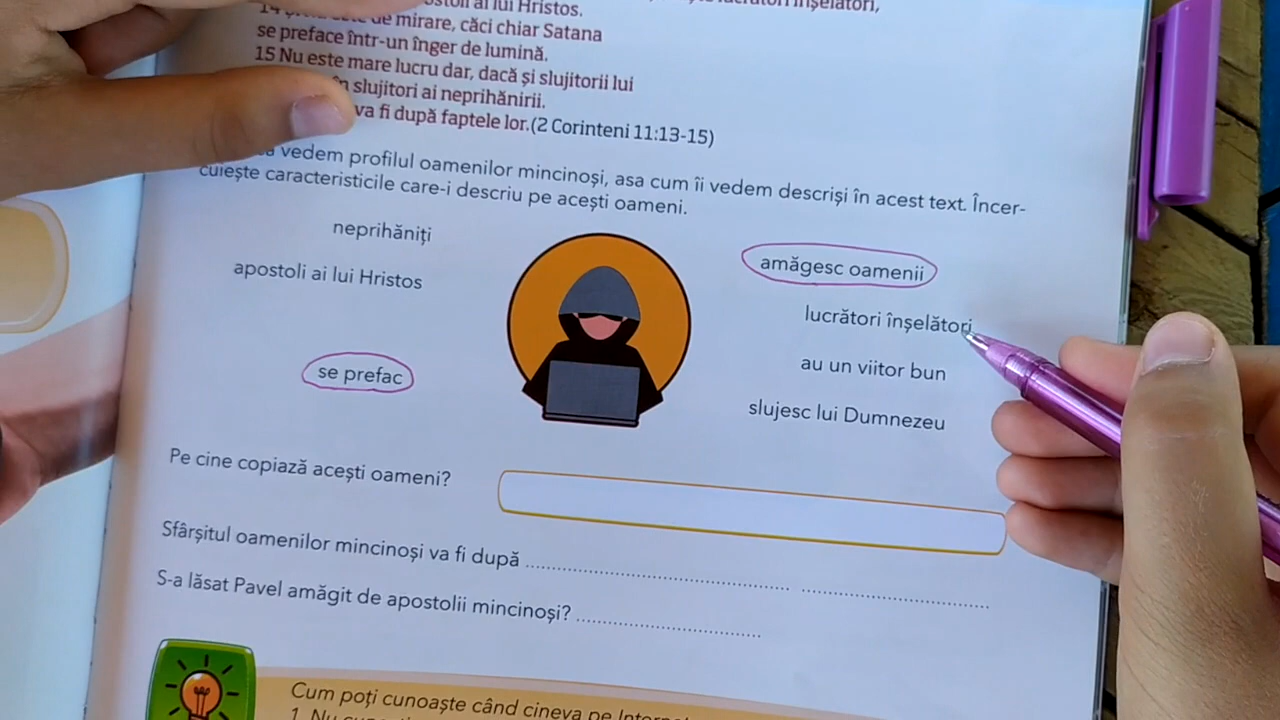 lucrători înșelători,
ai lui Hristos.
de mirare, căci chiar Satana
se preface într-un înger de lumină.
15 Nu este mare lucru dar, dacă și slujitorii lui
slujitori ai neprihănirii.
va fi după faptele lor.(2 Corinteni 11:13-15)
vedem profilul oamenilor mincinoși, asa cum îi vedem descriși în acest text. Încer-
cuiește caracteristicile care-i descriu pe acești oameni.
neprihăniți
amăgesc oamenii
apostoli ai lui Hristos
lucrători înșelători
au un viitor bun
se prefac
slujesc lui Dumnezeu
Pe cine copiază acești oameni?
Sfârșitul oamenilor mincinoși va fi după
S-a lăsat Pavel amăgit de apostolii mincinoși?
Cum poți cunoaște când cineva pe
1. Nu